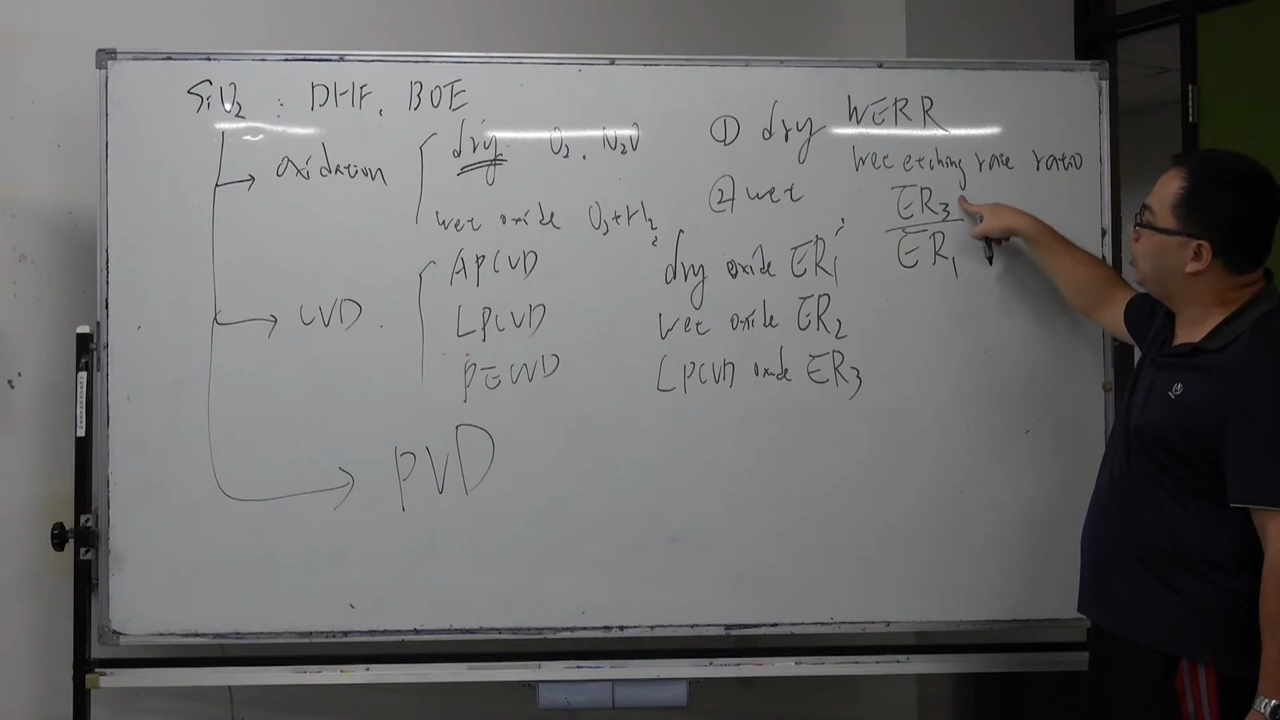 SiO2 : DHF, BOE
→ oxidation
dry O2, N2O
wet oxide O2+H2
→ CVD
APCVD
LPCVD
PECVD
→ PVD
① dry
② wet
dry oxide ER1
wet oxide ER2
LPCVD oxide ER3
WERR
wet etching rate ratio
ER3
ER1